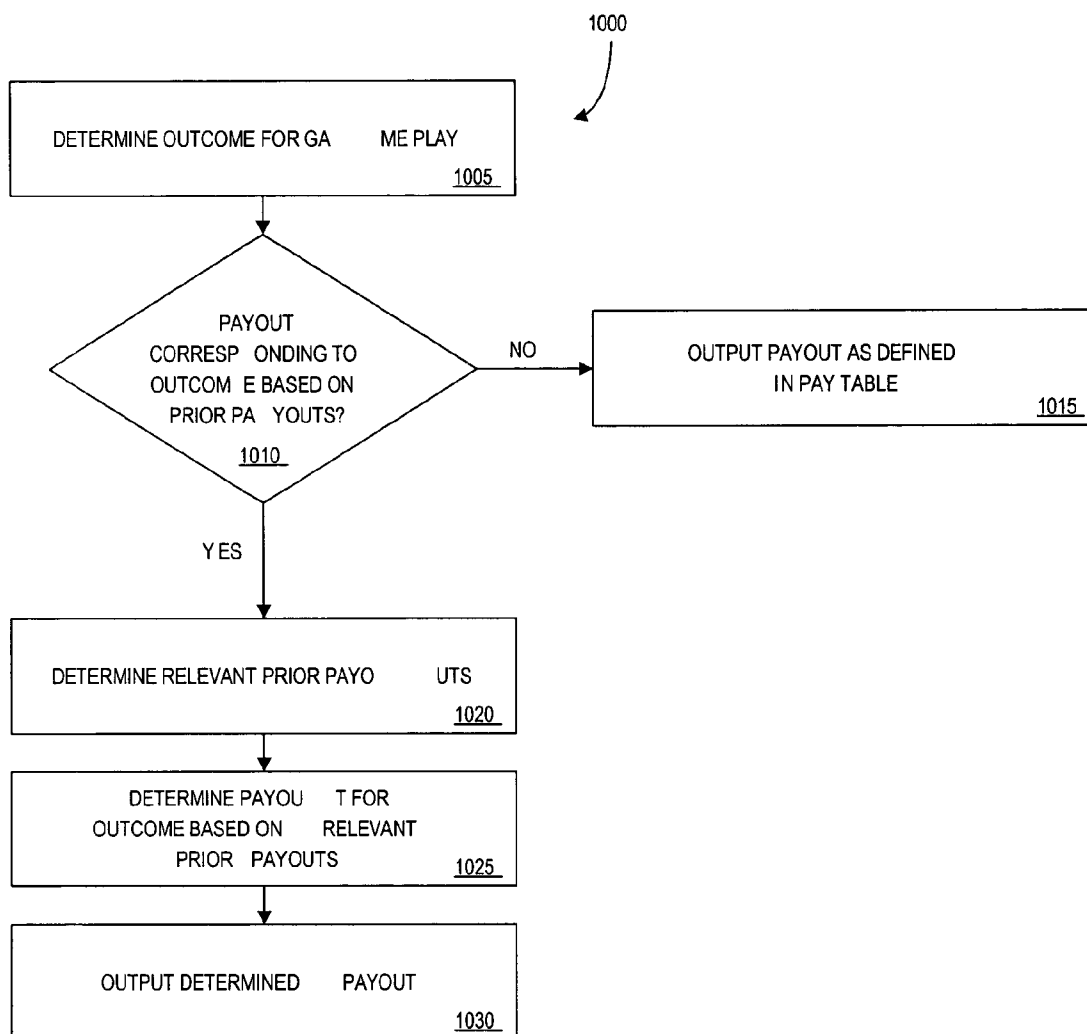 1000
DETERMINE OUTCOME FOR GA ME PLAY
1005
PAYOUT
CORRESP ONDING TO
OUTCOM E BASED ON
PRIOR PA YOUTS?
1010
NO
OUTPUT PAYOUT AS DEFINED
IN PAY TABLE
1015
Y ES
DETERMINE RELEVANT PRIOR PAYO UTS
1020
DETERMINE PAYOU T FOR
OUTCOME BASED ON RELEVANT
PRIOR PAYOUTS
1025
OUTPUT DETERMINED PAYOUT
1030